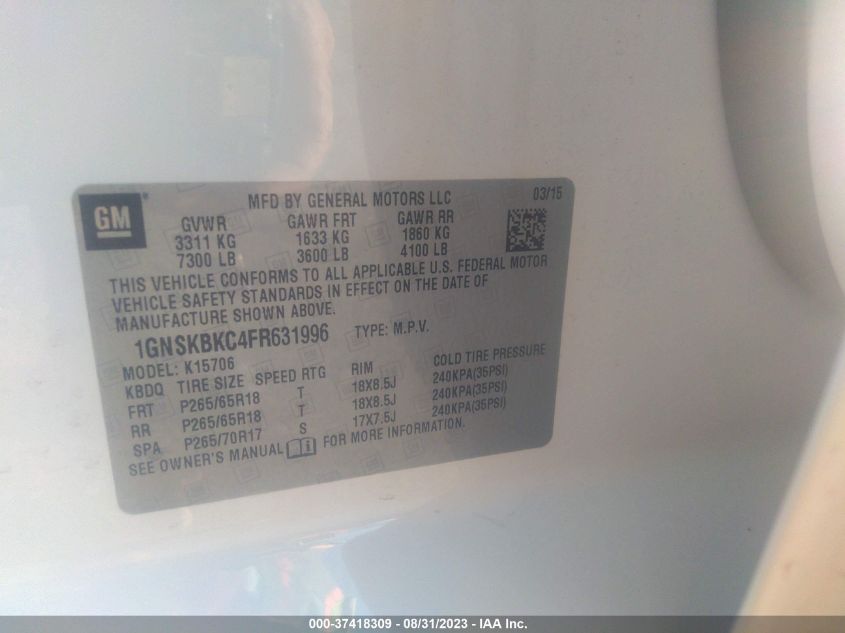 GM
MFD BY GENERAL MOTORS LLC 03/15
GVWR GAWR FRT GAWR RR
3311 KG 1633 KG 1860 KG
7300 LB 3600 LB 4100 LB
THIS VEHICLE CONFORMS TO ALL APPLICABLE U.S. FEDERAL MOTOR
VEHICLE SAFETY STANDARDS IN EFFECT ON THE DATE OF
MANUFACTURE SHOWN ABOVE.
1GNSKBKC4FR631996 TYPE: M.P.V.
MODEL: K15706
KBDQ TIRE SIZE SPEED RTG RIM COLD TIRE PRESSURE
FRT P265/65R18 T 18X8.5J 240KPA(35PSI)
RR P265/65R18 T 18X8.5J 240KPA(35PSI)
SPA P265/70R17 S 17X7.5J 240KPA(35PSI)
SEE OWNER'S MANUAL FOR MORE INFORMATION.
000-37418309 - 08/31/2023 - IAA Inc.